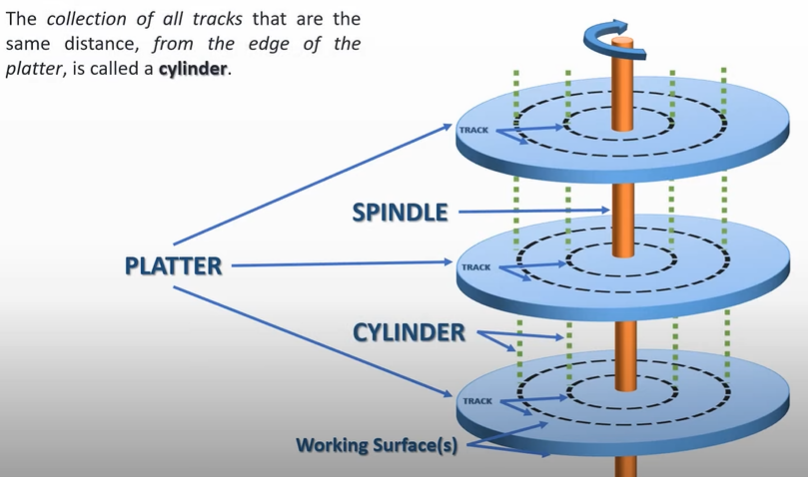 The collection of all tracks that are the
same distance, from the edge of the
platter, is called a cylinder.
TRACK
SPINDLE
PLATTER
TRACK
CYLINDER
TRACK
Working Surface(s)